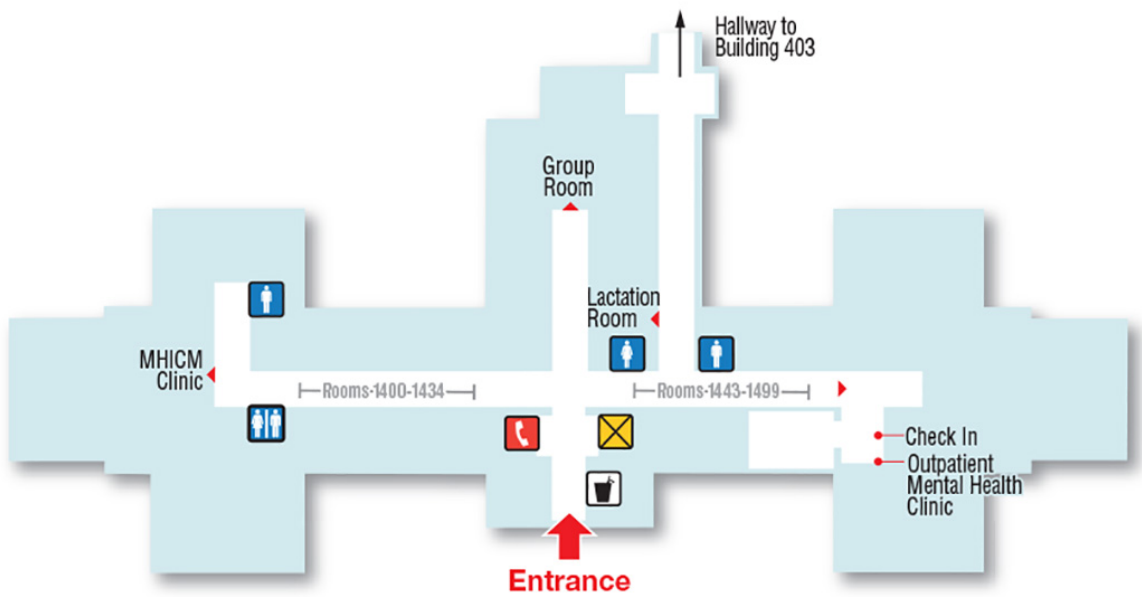 Hallway to
Building 403
Group
Room
Lactation
Room
MHICM
Clinic
Rooms-1400-1434
Rooms-1443-1499
Check In
Outpatient
Mental Health
Clinic
Entrance